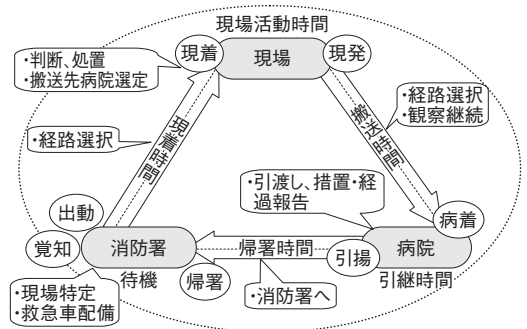 現場活動時間
現着
現場
現発
・判断、処置
・搬送先病院選定
・経路選択
現着時間
搬送時間
・経路選択
・観察継続
・引渡し、措置・経
過報告
出動
覚知
消防署
待機
帰署
帰署時間
引揚
病院
病着
引継時間
・現場特定
・救急車配備
・消防署へ